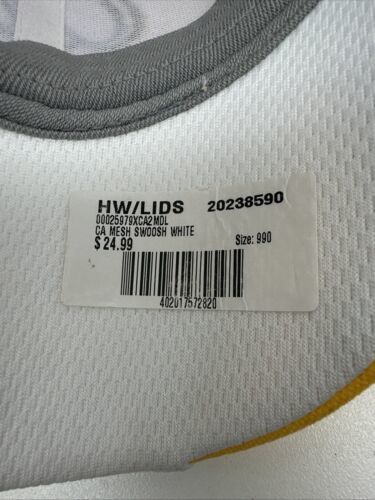 HW/LIDS 20238590
00025979XCA2MDL
CA MESH SWOOSH WHITE
$24.99 Size: 990
402017572820